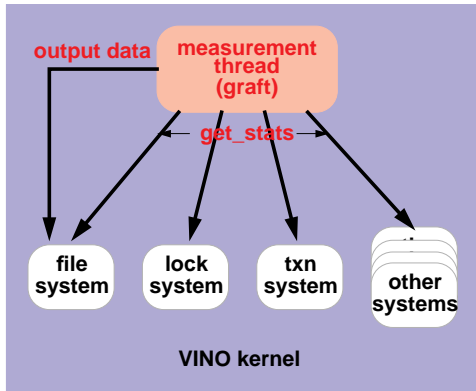 output data
measurement
thread
(graft)
get_stats
file
system
lock
system
txn
system
other
systems
VINO kernel